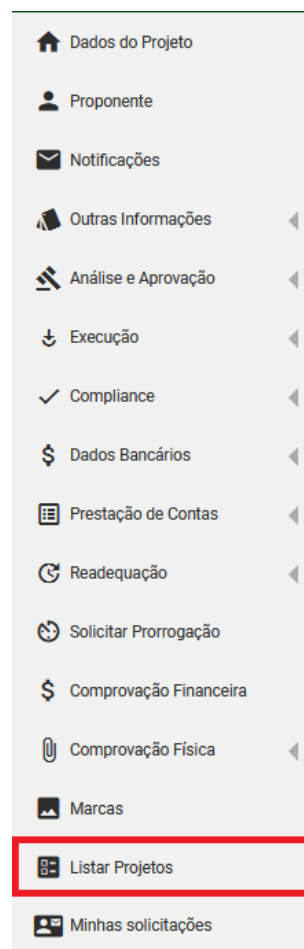 Dados do Projeto
Proponente
Notificações
Outras Informações
Análise e Aprovação
Execução
Compliance
Dados Bancários
Prestação de Contas
Readequação
Solicitar Prorrogação
Comprovação Financeira
Comprovação Física
Marcas
Listar Projetos
Minhas solicitações